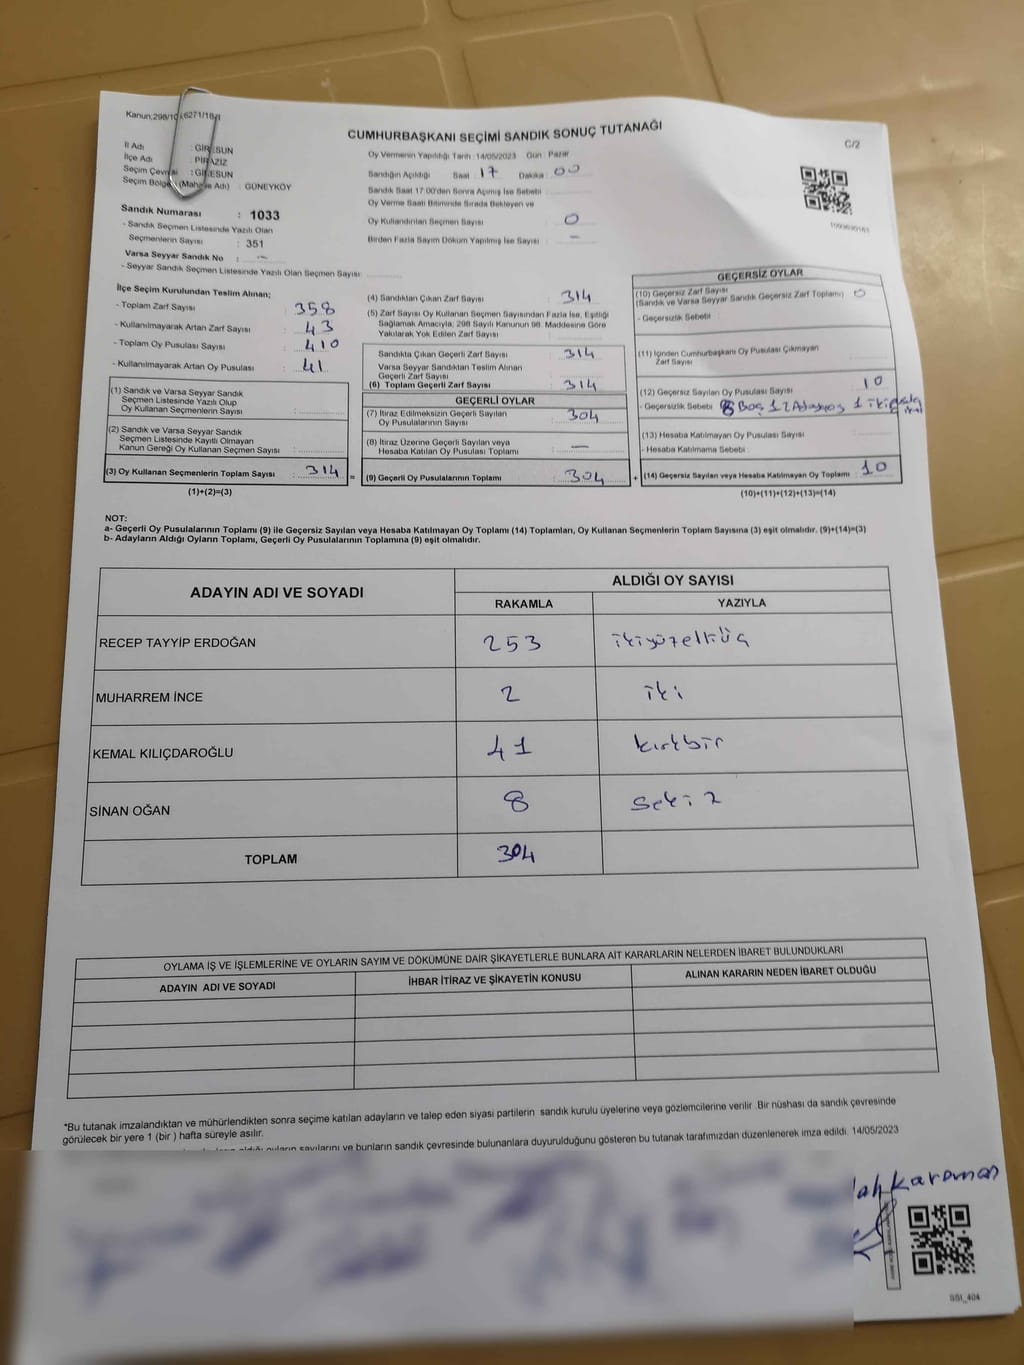 Kanun,298/10 6271/18-1
CUMHURBAŞKANI SEÇİMİ SANDIK SONUÇ TUTANAĞI
C/2
İl Adı : GİRESUN
İlçe Adı : PİRAZİZ
Seçim Çevresi : GİRESUN
Seçim Bölgesi (Mahalle Adı) : GÜNEYKÖY
Sandık Numarası : 1033
- Sandık Seçmen Listesinde Yazılı Olan
Seçmenlerin Sayısı : 351
Varsa Seyyar Sandık No : -
- Seyyar Sandık Seçmen Listesinde Yazılı Olan Seçmen Sayısı
Oy Vermenin Yapıldığı Tarih : 14/05/2023 Gün : Pazar
Sandığın Açıldığı Saat 17 Dakika 00
Sandık Saat 17:00'den Sonra Açılmış İse Sebebi
Oy Verme Saati Bitiminde Sırada Bekleyen ve
Oy Kullandırılan Seçmen Sayısı 0
Birden Fazla Sayım Döküm Yapılmış İse Sayısı -
İlçe Seçim Kurulundan Teslim Alınan;
- Toplam Zarf Sayısı : 358
- Kullanılmayarak Artan Zarf Sayısı : 43
- Toplam Oy Pusulası Sayısı : 410
- Kullanılmayarak Artan Oy Pusulası : 41
(1) Sandık ve Varsa Seyyar Sandık
Seçmen Listesinde Yazılı Olup
Oy Kullanan Seçmenlerin Sayısı
(2) Sandık ve Varsa Seyyar Sandık
Seçmen Listesinde Kayıtlı Olmayan
Kanun Gereği Oy Kullanan Seçmen Sayısı
(3) Oy Kullanan Seçmenlerin Toplam Sayısı : 314
(1)+(2)=(3)
(4) Sandıktan Çıkan Zarf Sayısı : 314
(5) Zarf Sayısı Oy Kullanan Seçmen Sayısından Fazla İse, Eşitliği
Sağlamak Amacıyla; 298 Sayılı Kanunun 98. Maddesine Göre
Yakılarak Yok Edilen Zarf Sayısı
Sandıkta Çıkan Geçerli Zarf Sayısı : 314
Varsa Seyyar Sandıktan Teslim Alınan
Geçerli Zarf Sayısı
(6) Toplam Geçerli Zarf Sayısı : 314
GEÇERLİ OYLAR
(7) İtiraz Edilmeksizin Geçerli Sayılan
Oy Pusulalarının Sayısı : 304
(8) İtiraz Üzerine Geçerli Sayılan veya
Hesaba Katılan Oy Pusulası Toplamı : -
= (9) Geçerli Oy Pusulalarının Toplamı : 304
GEÇERSİZ OYLAR
(10) Geçersiz Zarf Sayısı
(Sandık ve Varsa Seyyar Sandık Geçersiz Zarf Toplamı) 0
- Geçersizlik Sebebi :
(11) İçinden Cumhurbaşkanı Oy Pusulası Çıkmayan
Zarf Sayısı
(12) Geçersiz Sayılan Oy Pusulası Sayısı : 10
- Geçersizlik Sebebi Boş
(13) Hesaba Katılmayan Oy Pusulası Sayısı
- Hesaba Katılmama Sebebi :
+ (14) Geçersiz Sayılan veya Hesaba Katılmayan Oy Toplamı : 10
(10)+(11)+(12)+(13)=(14)
NOT:
a- Geçerli Oy Pusulalarının Toplamı (9) ile Geçersiz Sayılan veya Hesaba Katılmayan Oy Toplamı (14) Toplamları, Oy Kullanan Seçmenlerin Toplam Sayısına (3) eşit olmalıdır. (9)+(14)=(3)
b- Adayların Aldığı Oyların Toplamı, Geçerli Oy Pusulalarının Toplamına (9) eşit olmalıdır.
ADAYIN ADI VE SOYADI
ALDIĞI OY SAYISI
RAKAMLA YAZIYLA
RECEP TAYYİP ERDOĞAN 253 ikiyüzelliüç
MUHARREM İNCE 2 iki
KEMAL KILIÇDAROĞLU 41 kırkbir
SİNAN OĞAN 8 Sekiz
TOPLAM 304
OYLAMA İŞ VE İŞLEMLERİNE VE OYLARIN SAYIM VE DÖKÜMÜNE DAİR ŞİKAYETLERLE BUNLARA AİT KARARLARIN NELERDEN İBARET BULUNDUKLARI
ADAYIN ADI VE SOYADI İHBAR İTİRAZ VE ŞİKAYETİN KONUSU ALINAN KARARIN NEDEN İBARET OLDUĞU
*Bu tutanak imzalandıktan ve mühürlendikten sonra seçime katılan adayların ve talep eden siyasi partilerin sandık kurulu üyelerine veya gözlemcilerine verilir. Bir nüshası da sandık çevresinde
görülecek bir yere 1 (bir ) hafta süreyle asılır.
aldığı oyların sayılarını ve bunların sandık çevresinde bulunanlara duyurulduğunu gösteren bu tutanak tarafımızdan düzenlenerek imza edildi. 14/05/2023
karaman
SSI_404